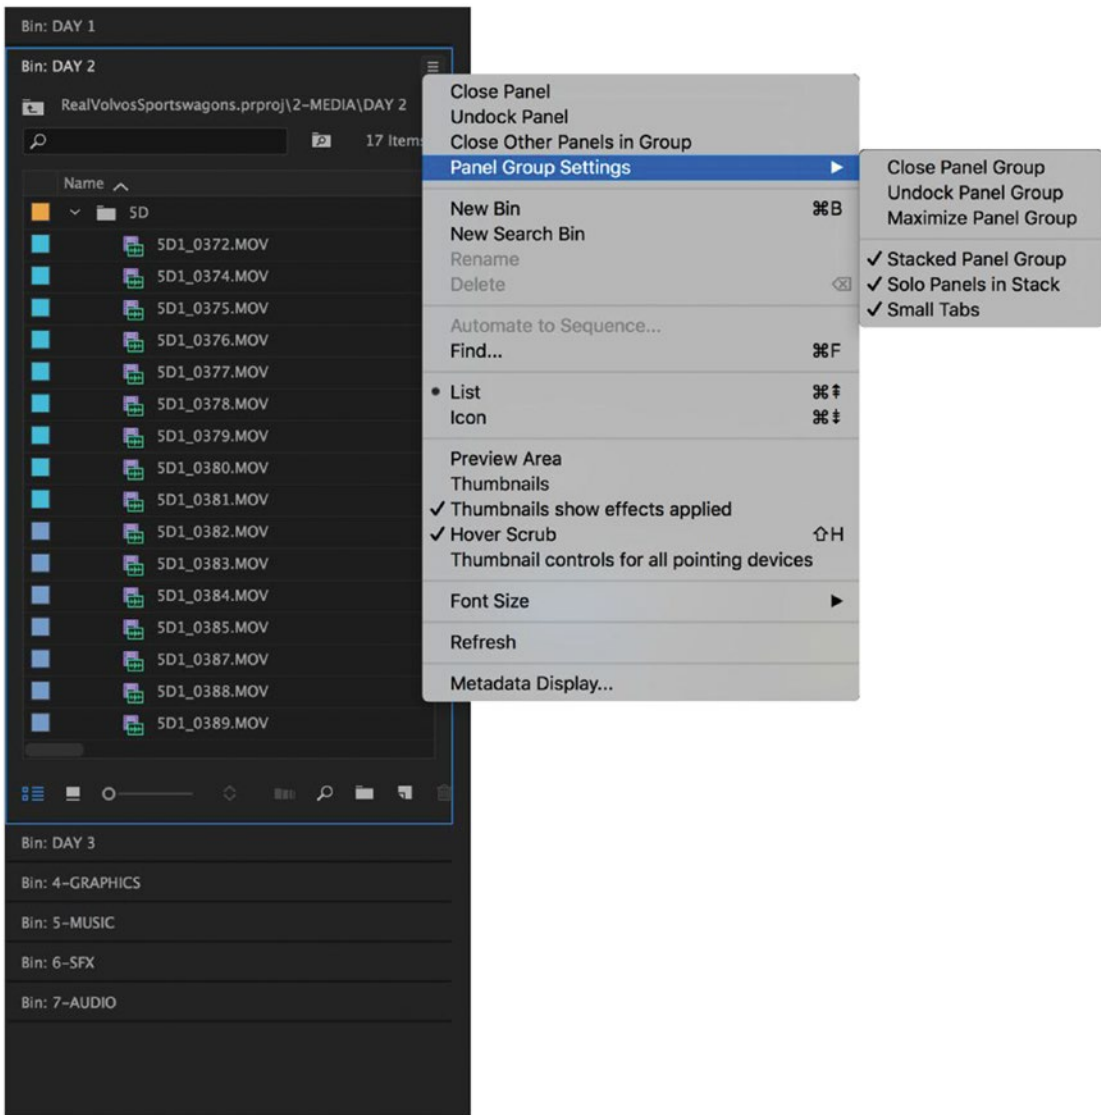 Bin: DAY 1
Bin: DAY 2
RealVolvosSportswagons.prproj\2-MEDIA\DAY 2
17 Items
Name
5D
5D1_0372.MOV
5D1_0374.MOV
5D1_0375.MOV
5D1_0376.MOV
5D1_0377.MOV
5D1_0378.MOV
5D1_0379.MOV
5D1_0380.MOV
5D1_0381.MOV
5D1_0382.MOV
5D1_0383.MOV
5D1_0384.MOV
5D1_0385.MOV
5D1_0387.MOV
5D1_0388.MOV
5D1_0389.MOV
Bin: DAY 3
Bin: 4-GRAPHICS
Bin: 5-MUSIC
Bin: 6-SFX
Bin: 7-AUDIO
Close Panel
Undock Panel
Close Other Panels in Group
Panel Group Settings ▶
New Bin ⌘B
New Search Bin
Rename
Delete ⌫
Automate to Sequence...
Find... ⌘F
• List ⌘⇞
Icon ⌘⇟
Preview Area
Thumbnails
✓ Thumbnails show effects applied
✓ Hover Scrub ⇧H
Thumbnail controls for all pointing devices
Font Size ▶
Refresh
Metadata Display...
Close Panel Group
Undock Panel Group
Maximize Panel Group
✓ Stacked Panel Group
✓ Solo Panels in Stack
✓ Small Tabs